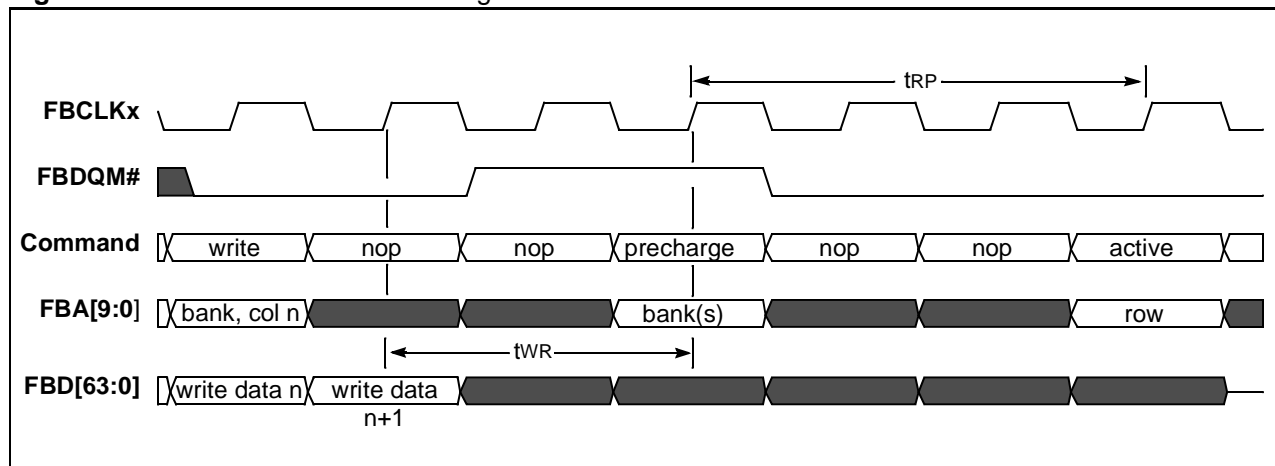 tRP
FBCLKx
FBDQM#
Command write nop nop precharge nop nop active
FBA[9:0] bank, col n bank(s) row
tWR
FBD[63:0] write data n write data
n+1